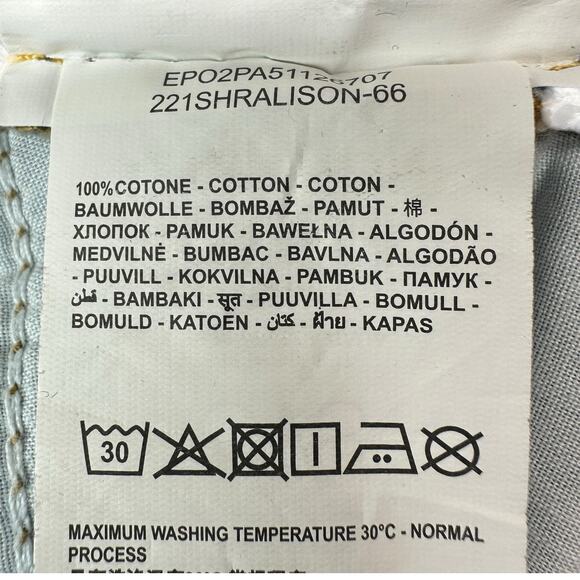 EPO2PA51126707
221SHRALISON-66
100% COTONE - COTTON - COTON -
BAUMWOLLE - BOMBAŽ - PAMUT - 棉 -
ХЛОПОК - PAMUK - BAWEŁNA - ALGODÓN -
MEDVILNĖ - BUMBAC - BAVLNA - ALGODÃO
- PUUVILL - KOKVILNA - PAMBUK - ПАМУК -
قطن - BAMBAKI - सूत - PUUVILLA - BOMULL -
BOMULD - KATOEN - كتان - ฝ้าย - KAPAS
30
MAXIMUM WASHING TEMPERATURE 30°C - NORMAL
PROCESS